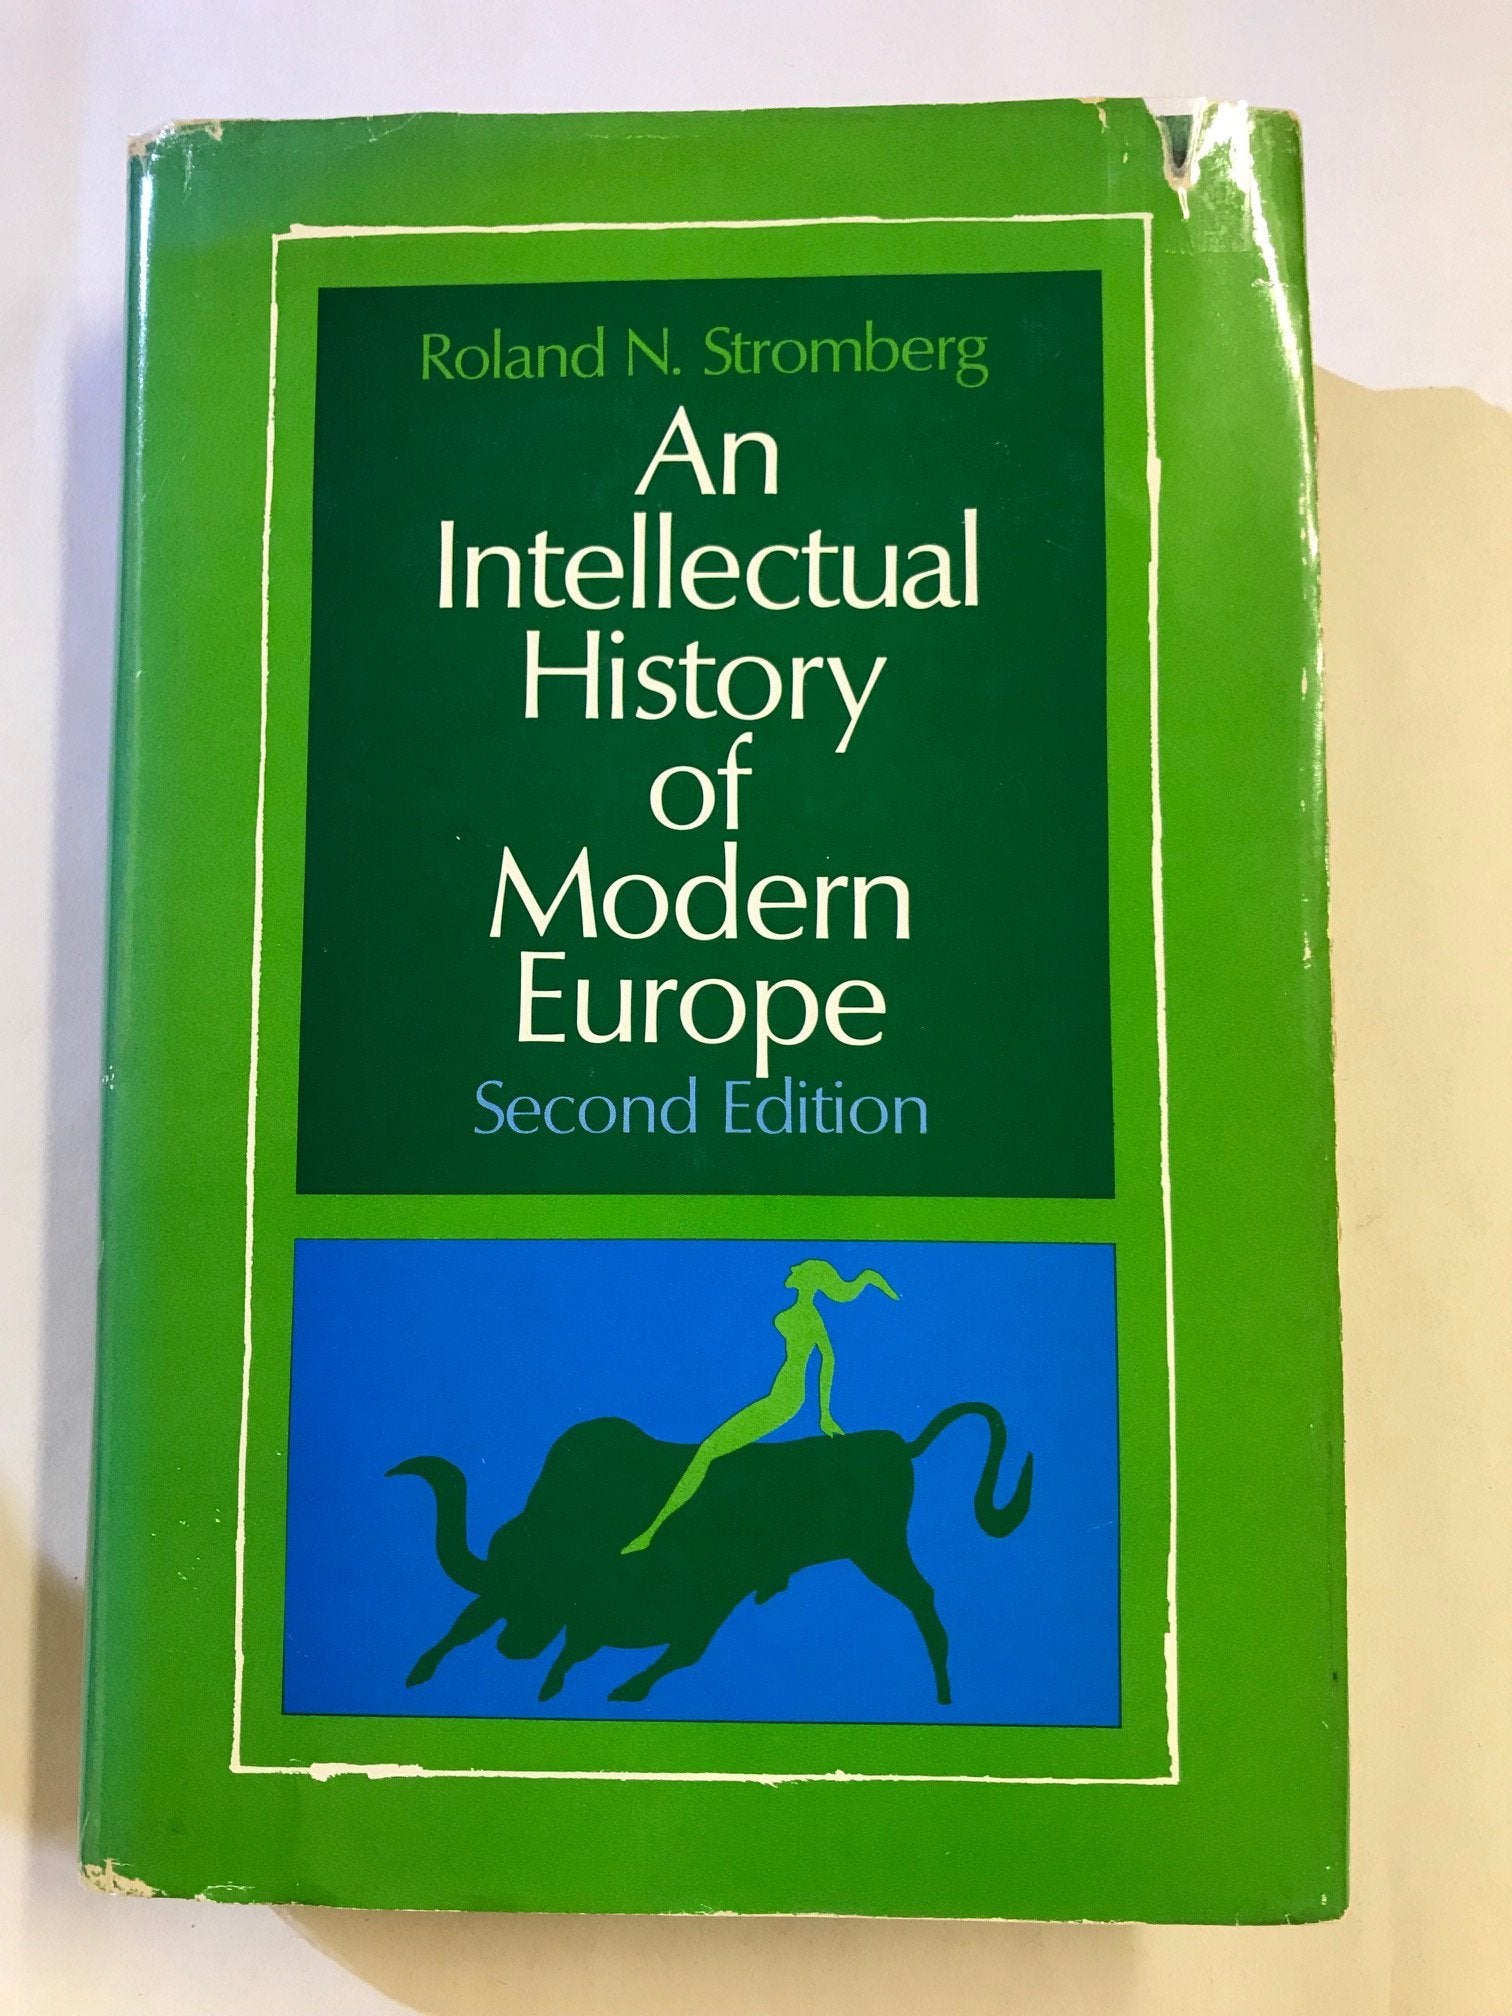 Roland N. Stromberg
An
Intellectual
History
of
Modern
Europe
Second Edition